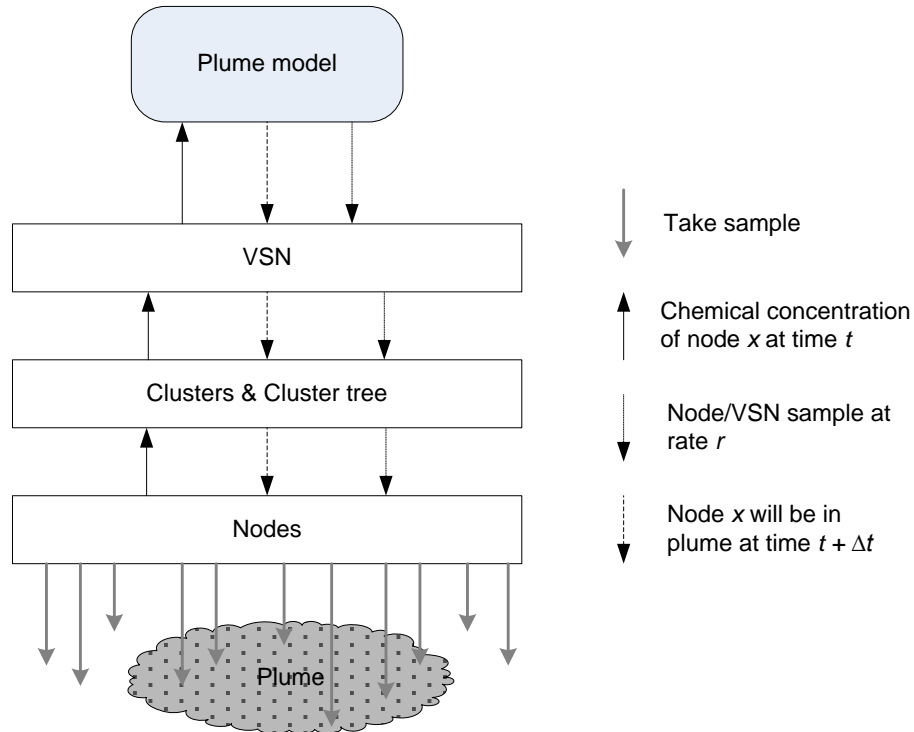 Plume model
VSN
Clusters & Cluster tree
Nodes
Plume
Take sample
Chemical concentration
of node x at time t
Node/VSN sample at
rate r
Node x will be in
plume at time t + Δt